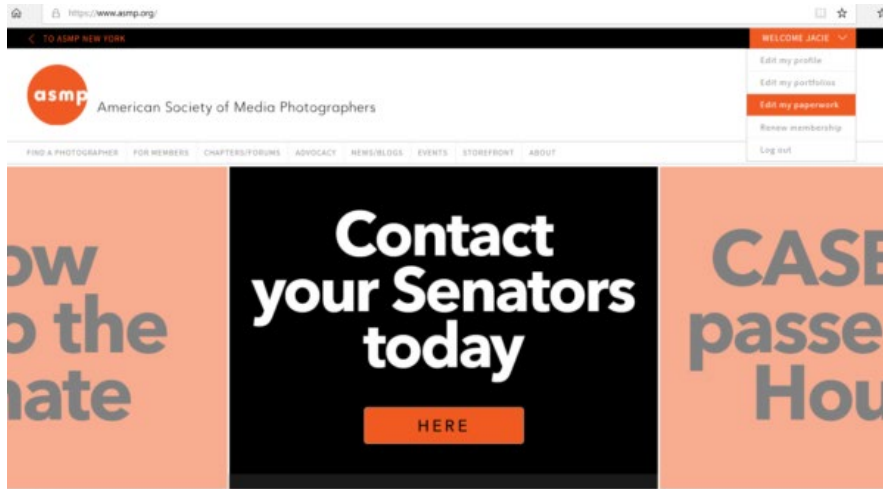 https://www.asmp.org/
< TO ASMP NEW YORK
WELCOME JACIE
Edit my profile
Edit my portfolios
Edit my paperwork
Renew membership
Log out
asmp
American Society of Media Photographers
FIND A PHOTOGRAPHER FOR MEMBERS CHAPTERS/FORUMS ADVOCACY NEWS/BLOGS EVENTS STOREFRONT ABOUT
ow
o the
nate
Contact
your Senators
today
HERE
CASE
passe
Hou